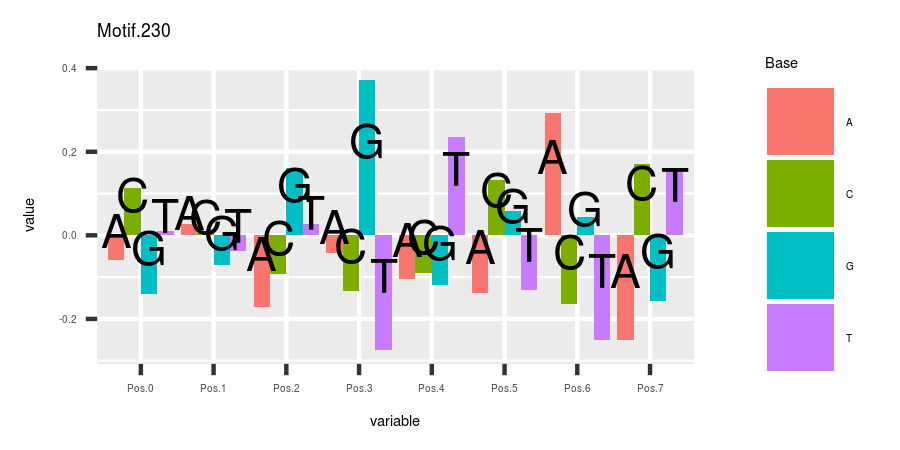 Motif.230
Base
0.4
0.2
0.0
-0.2
value
A C G T A C G T A C G T A C G T A C G T A C G T A C G T A C G T
Pos.0 Pos.1 Pos.2 Pos.3 Pos.4 Pos.5 Pos.6 Pos.7
variable
A
C
G
T